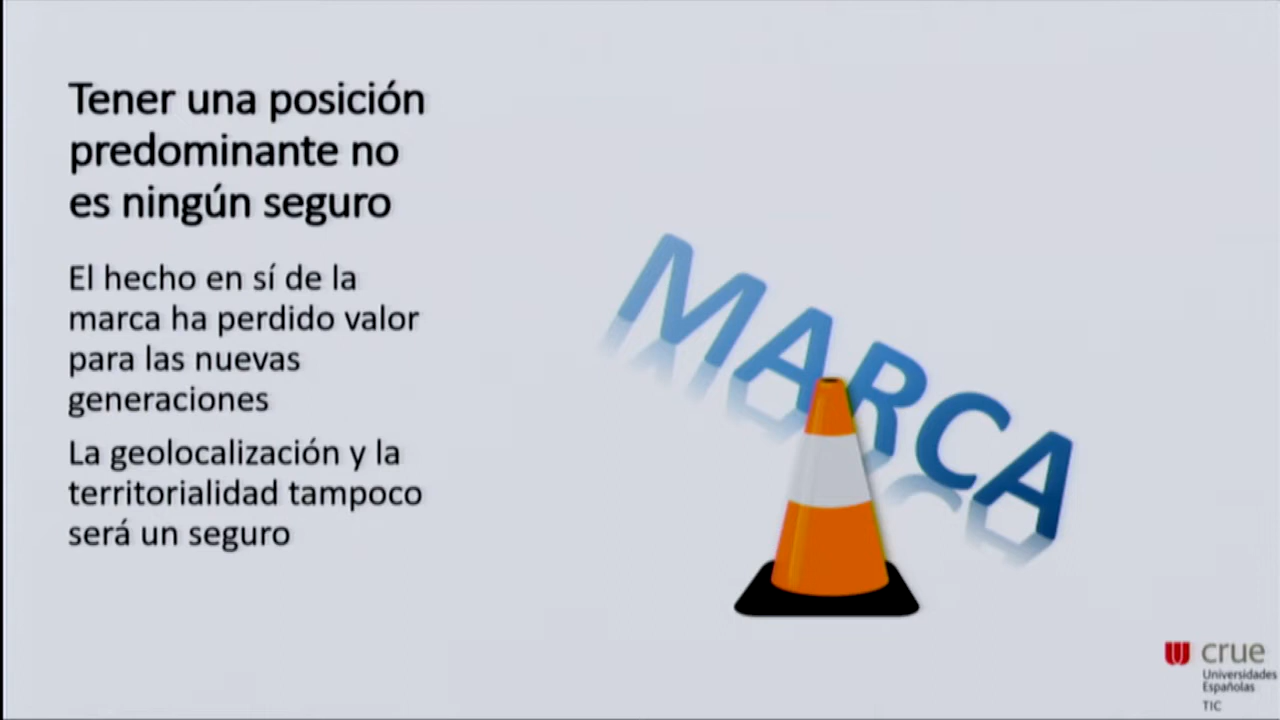 Tener una posición
predominante no
es ningún seguro
El hecho en sí de la
marca ha perdido valor
para las nuevas
generaciones
La geolocalización y la
territorialidad tampoco
será un seguro
MARCA
crue
Universidades
Españolas
TIC